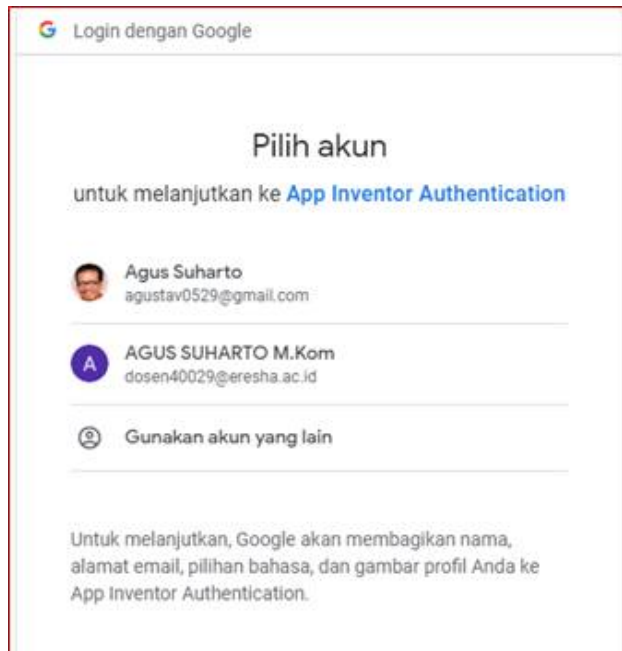 Login dengan Google
Pilih akun
untuk melanjutkan ke App Inventor Authentication
Agus Suharto
agustav0529@gmail.com
A
AGUS SUHARTO M.Kom
dosen40029@eresha.ac.id
Gunakan akun yang lain
Untuk melanjutkan, Google akan membagikan nama,
alamat email, pilihan bahasa, dan gambar profil Anda ke
App Inventor Authentication.